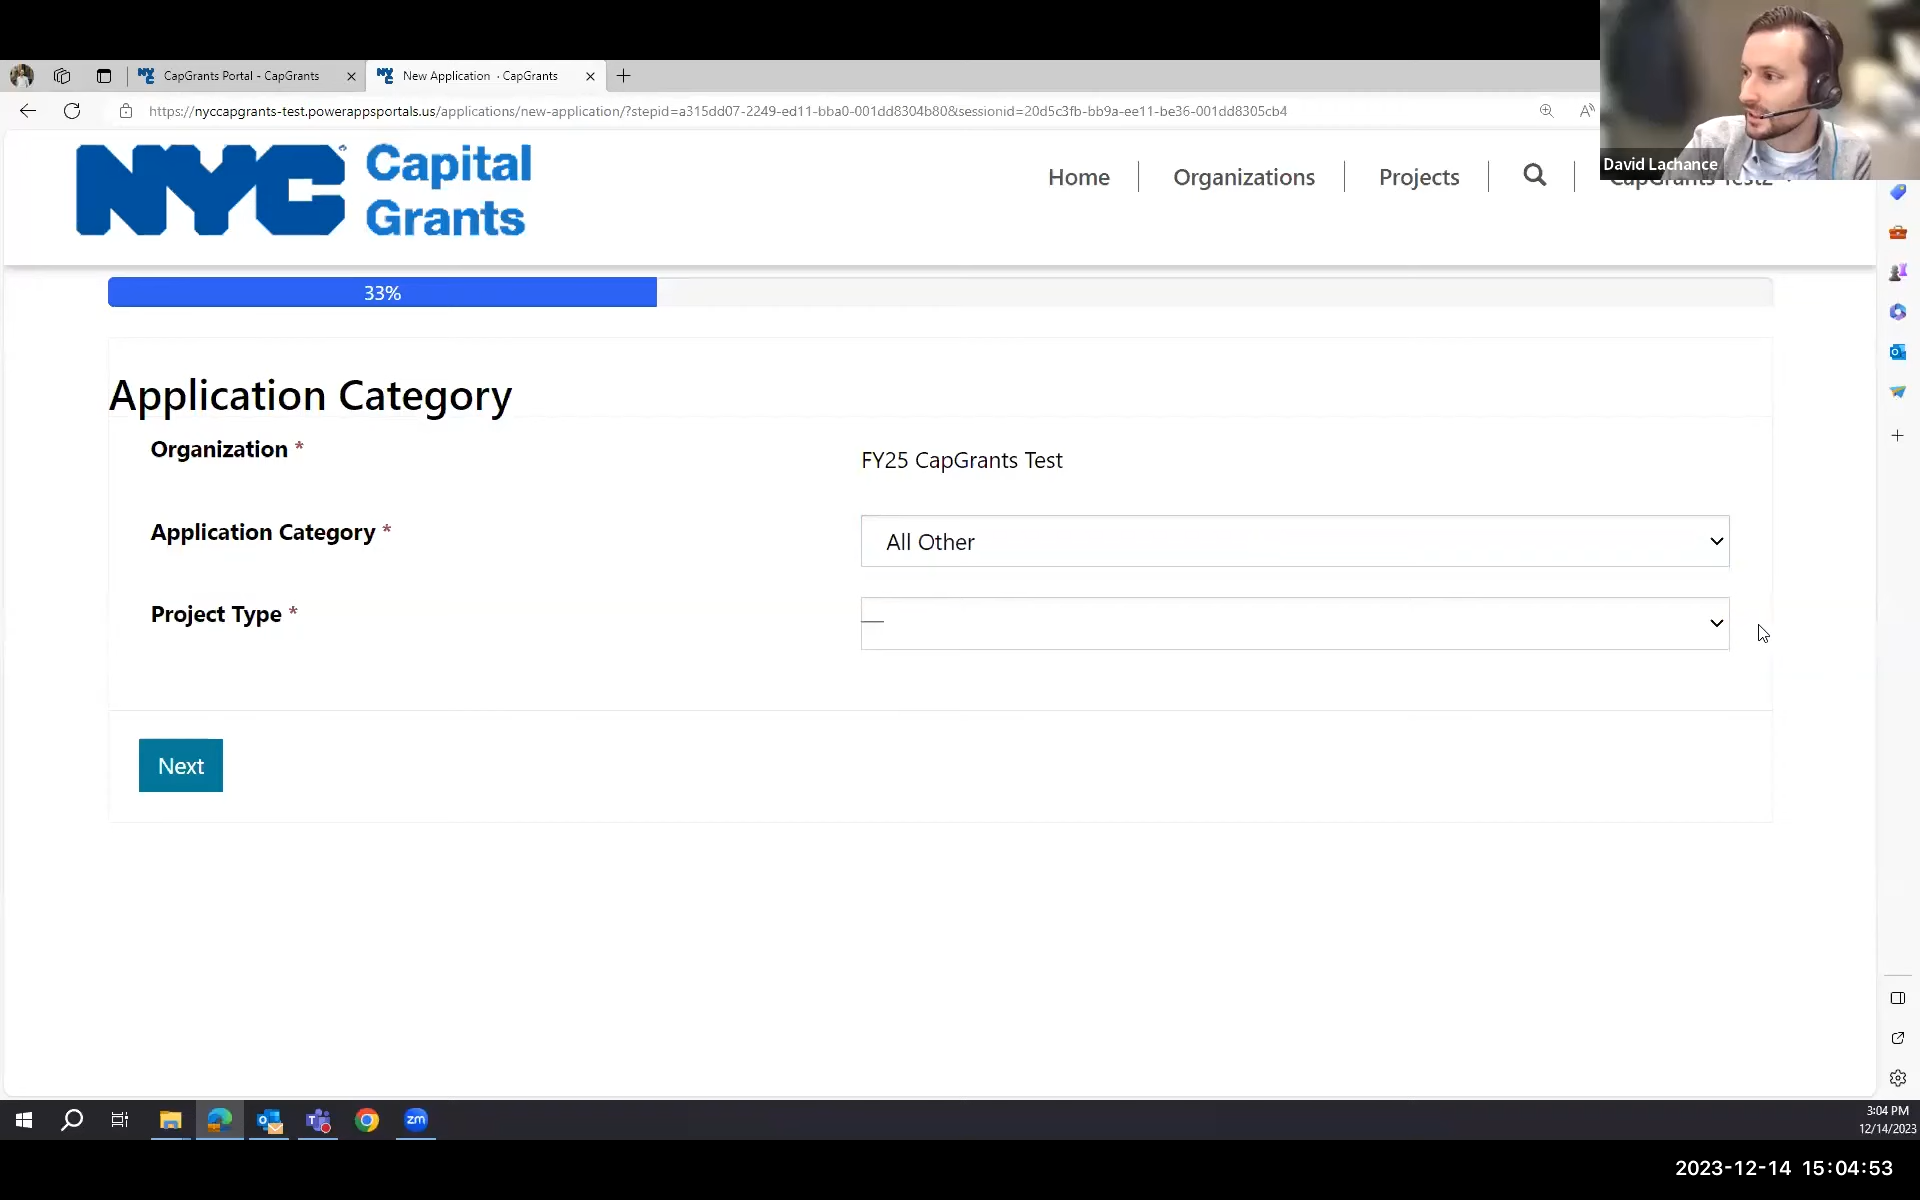 CapGrants Portal - CapGrants
New Application · CapGrants
https://nyccapgrants-test.powerappsportals.us/applications/new-application/?stepid=a315dd07-2249-ed11-bba0-001dd8304b80&sessionid=20d5c3fb-bb9a-ee11-be36-001dd8305cb4
David Lachance
NYC Capital
Grants
Home
Organizations
Projects
CapGrants Test2
33%
Application Category
Organization *
FY25 CapGrants Test
Application Category *
All Other
Project Type *
Next
zm
3:04 PM
12/14/2023
2023-12-14 15:04:53